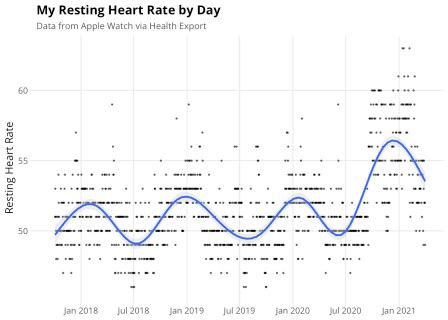 My Resting Heart Rate by Day
Data from Apple Watch via Health Export
Resting Heart Rate
60
55
50
Jan 2018 Jul 2018 Jan 2019 Jul 2019 Jan 2020 Jul 2020 Jan 2021